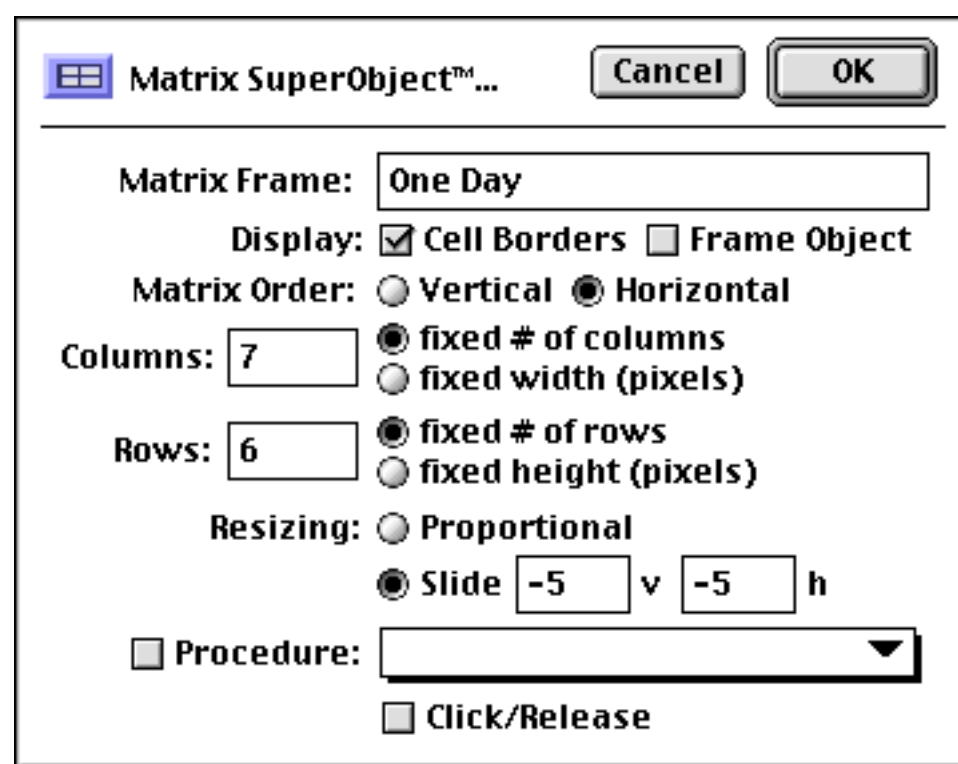 Matrix SuperObject™... Cancel OK
Matrix Frame: One Day
Display: Cell Borders Frame Object
Matrix Order: Vertical Horizontal
Columns: 7 fixed # of columns
fixed width (pixels)
Rows: 6 fixed # of rows
fixed height (pixels)
Resizing: Proportional
Slide -5 v -5 h
Procedure:
Click/Release